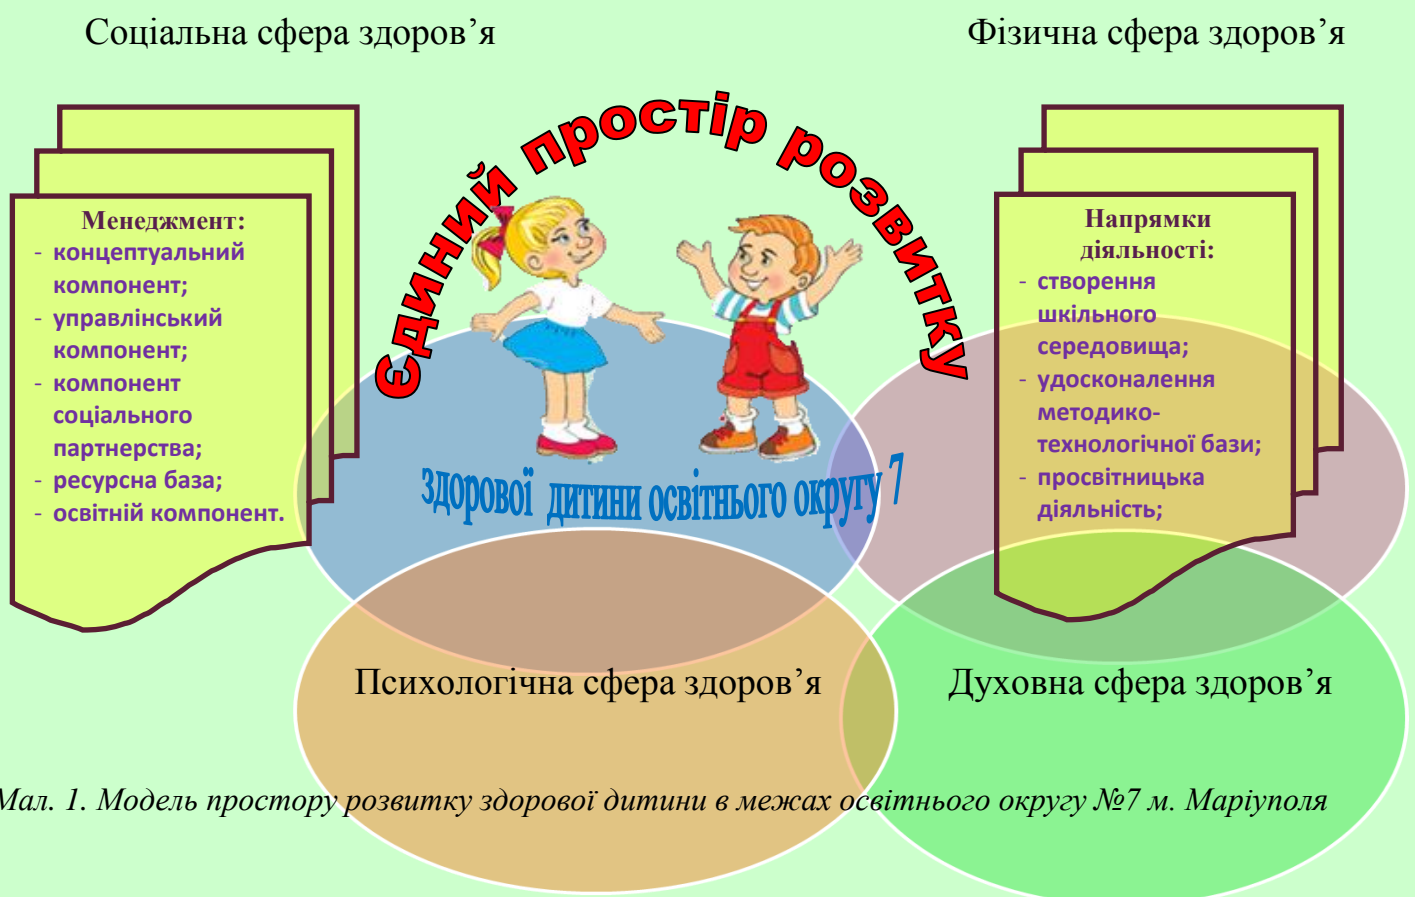 Соціальна сфера здоров’я
Фізична сфера здоров’я
Єдиний простір розвитку
здорової дитини освітнього округу 7
Менеджмент:
- концептуальний
компонент;
- управлінський
компонент;
- компонент
соціального
партнерства;
- ресурсна база;
- освітній компонент.
Напрямки
діяльності:
- створення
шкільного
середовища;
- удосконалення
методико-
технологічної бази;
- просвітницька
діяльність;
Психологічна сфера здоров’я
Духовна сфера здоров’я
Мал. 1. Модель простору розвитку здорової дитини в межах освітнього округу №7 м. Маріуполя